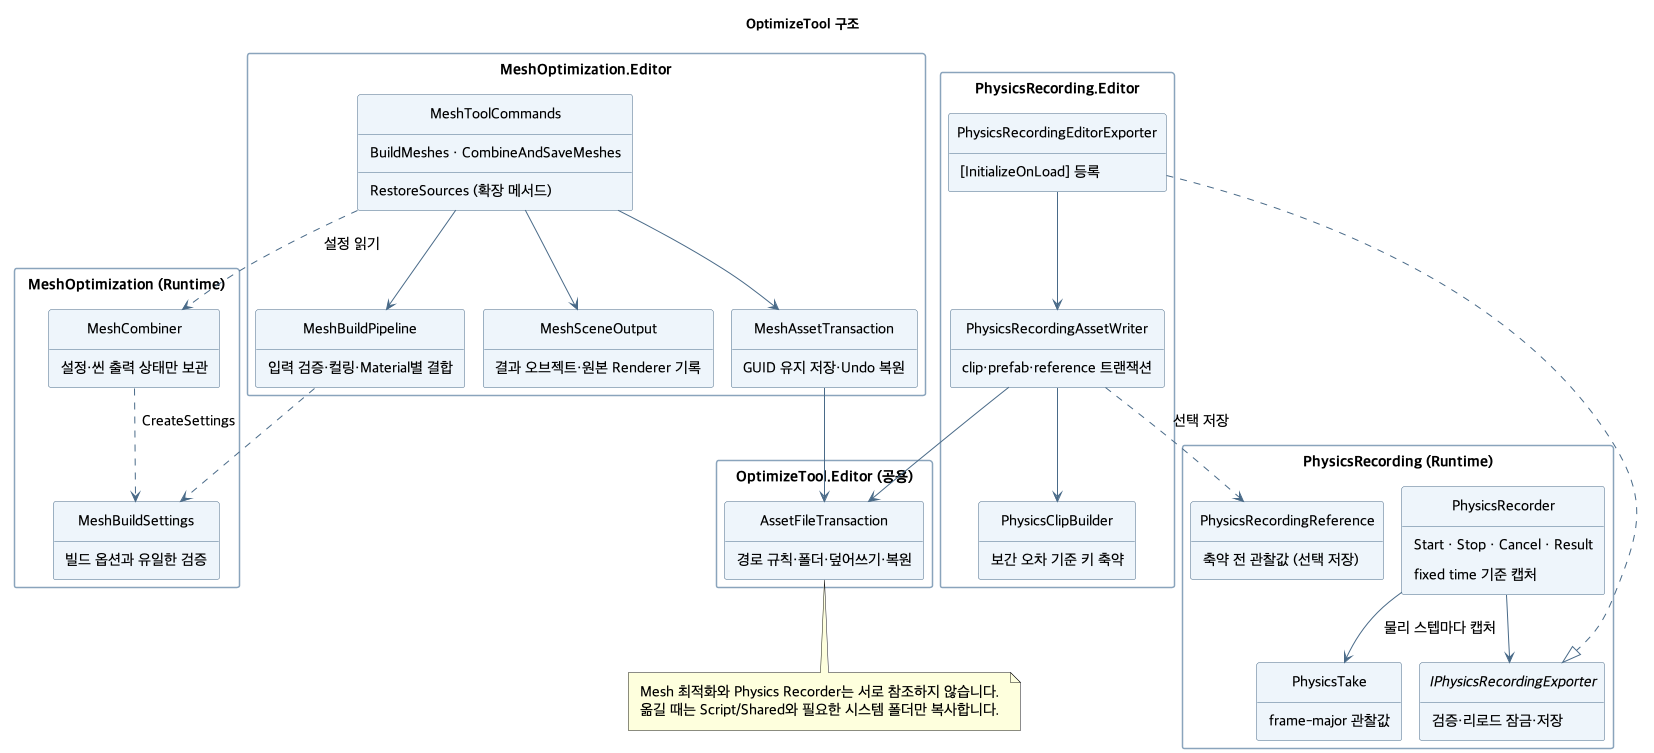 OptimizeTool 구조
MeshOptimization.Editor
MeshToolCommands
BuildMeshes · CombineAndSaveMeshes
RestoreSources (확장 메서드)
설정 읽기
MeshOptimization (Runtime)
MeshCombiner
설정·씬 출력 상태만 보관
CreateSettings
MeshBuildSettings
빌드 옵션과 유일한 검증
MeshBuildPipeline
입력 검증·컬링·Material별 결합
MeshSceneOutput
결과 오브젝트·원본 Renderer 기록
MeshAssetTransaction
GUID 유지 저장·Undo 복원
PhysicsRecording.Editor
PhysicsRecordingEditorExporter
[InitializeOnLoad] 등록
PhysicsRecordingAssetWriter
clip·prefab·reference 트랜잭션
선택 저장
PhysicsClipBuilder
보간 오차 기준 키 축약
OptimizeTool.Editor (공용)
AssetFileTransaction
경로 규칙·폴더·덮어쓰기·복원
PhysicsRecording (Runtime)
PhysicsRecordingReference
축약 전 관찰값 (선택 저장)
PhysicsRecorder
Start · Stop · Cancel · Result
fixed time 기준 캡처
물리 스텝마다 캡처
PhysicsTake
frame-major 관찰값
IPhysicsRecordingExporter
검증·리로드 잠금·저장
Mesh 최적화와 Physics Recorder는 서로 참조하지 않습니다.
옮길 때는 Script/Shared와 필요한 시스템 폴더만 복사합니다.